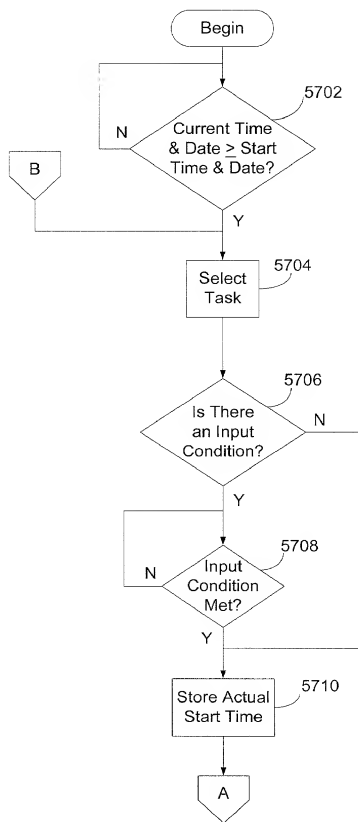 Begin
5702
N
Current Time
& Date ≥ Start
Time & Date?
B
Y
5704
Select
Task
5706
Is There
an Input
Condition?
N
Y
5708
Input
Condition
Met?
N
Y
5710
Store Actual
Start Time
A